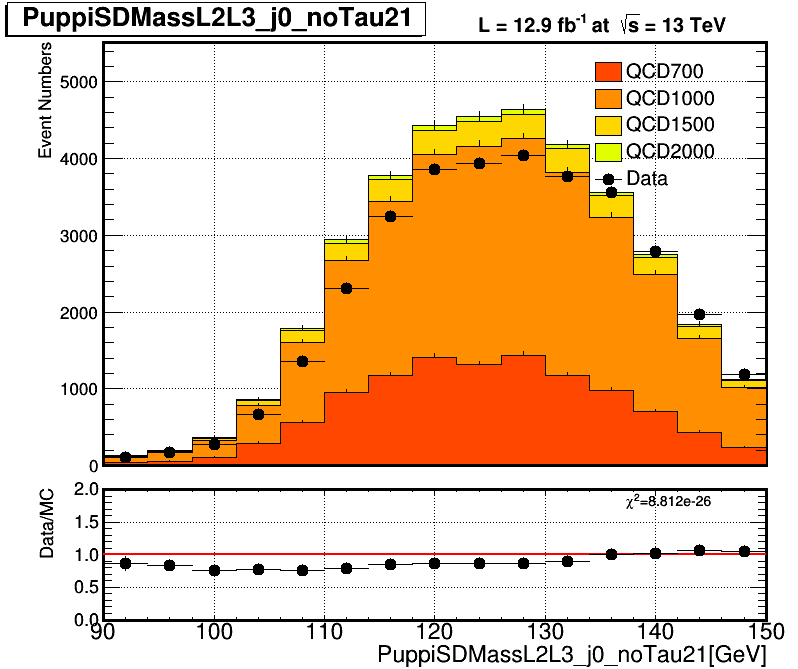 PuppiSDMassL2L3_j0_noTau21
L = 12.9 fb⁻¹ at √s = 13 TeV
Event Numbers
5000
4000
3000
2000
1000
0
QCD700
QCD1000
QCD1500
QCD2000
Data
Data/MC
2.0
1.5
1.0
0.5
0.0
χ²=8.812e-26
90 100 110 120 130 140 150
PuppiSDMassL2L3_j0_noTau21[GeV]